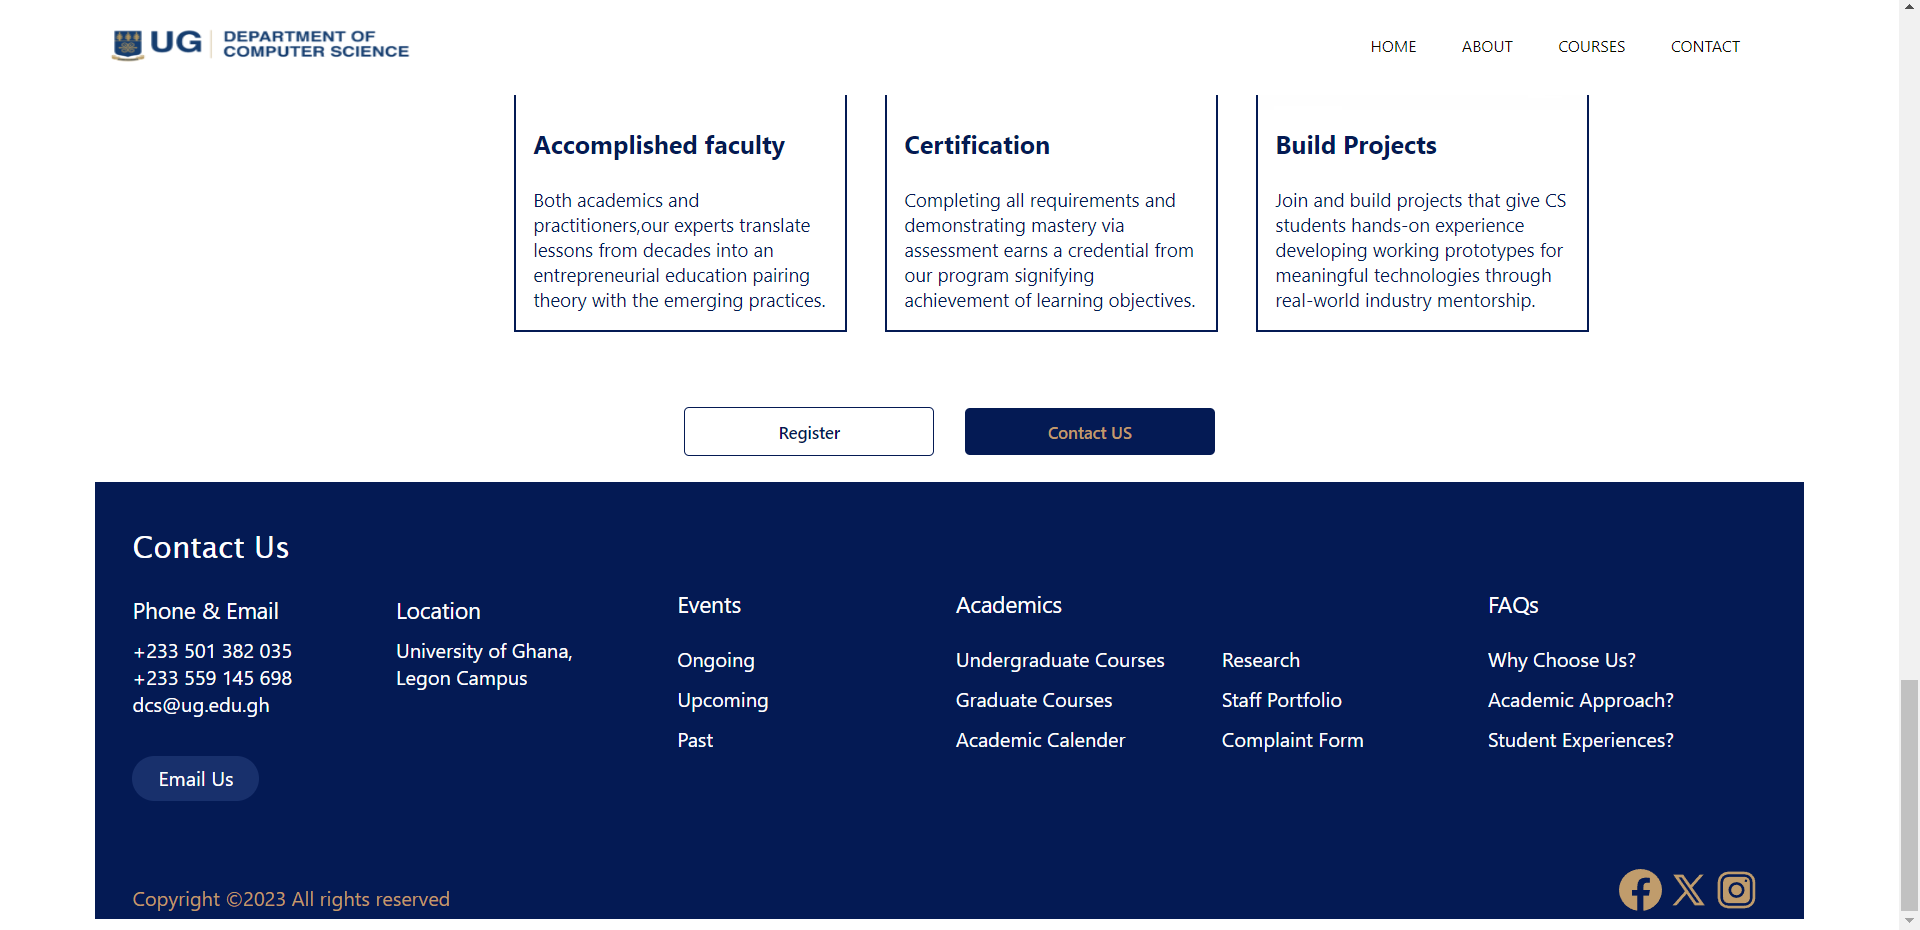 UG
DEPARTMENT OF
COMPUTER SCIENCE
HOME
ABOUT
COURSES
CONTACT
Accomplished faculty
Both academics and
practitioners,our experts translate
lessons from decades into an
entrepreneurial education pairing
theory with the emerging practices.
Certification
Completing all requirements and
demonstrating mastery via
assessment earns a credential from
our program signifying
achievement of learning objectives.
Build Projects
Join and build projects that give CS
students hands-on experience
developing working prototypes for
meaningful technologies through
real-world industry mentorship.
Register
Contact US
Contact Us
Phone & Email
+233 501 382 035
+233 559 145 698
dcs@ug.edu.gh
Email Us
Location
University of Ghana,
Legon Campus
Events
Ongoing
Upcoming
Past
Academics
Undergraduate Courses
Graduate Courses
Academic Calender
Research
Staff Portfolio
Complaint Form
FAQs
Why Choose Us?
Academic Approach?
Student Experiences?
Copyright ©2023 All rights reserved